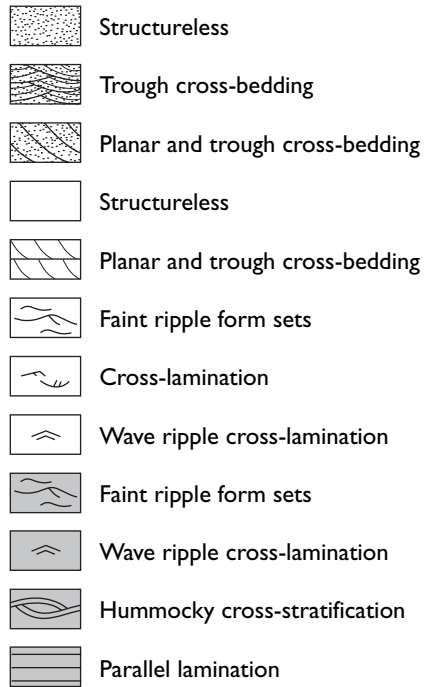 Structureless
Trough cross-bedding
Planar and trough cross-bedding
Structureless
Planar and trough cross-bedding
Faint ripple form sets
Cross-lamination
Wave ripple cross-lamination
Faint ripple form sets
Wave ripple cross-lamination
Hummocky cross-stratification
Parallel lamination